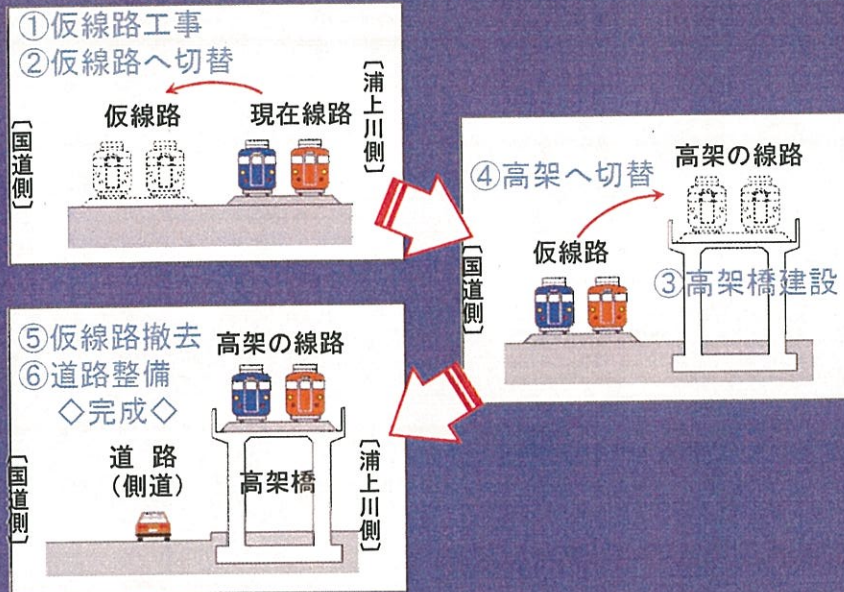 ①仮線路工事
②仮線路へ切替
仮線路
現在線路
〔国道側〕
〔浦上川側〕
④高架へ切替
高架の線路
仮線路
③高架橋建設
〔国道側〕
⑤仮線路撤去
⑥道路整備
◇完成◇
高架の線路
道 路
(側道)
高架橋
〔国道側〕
〔浦上川側〕